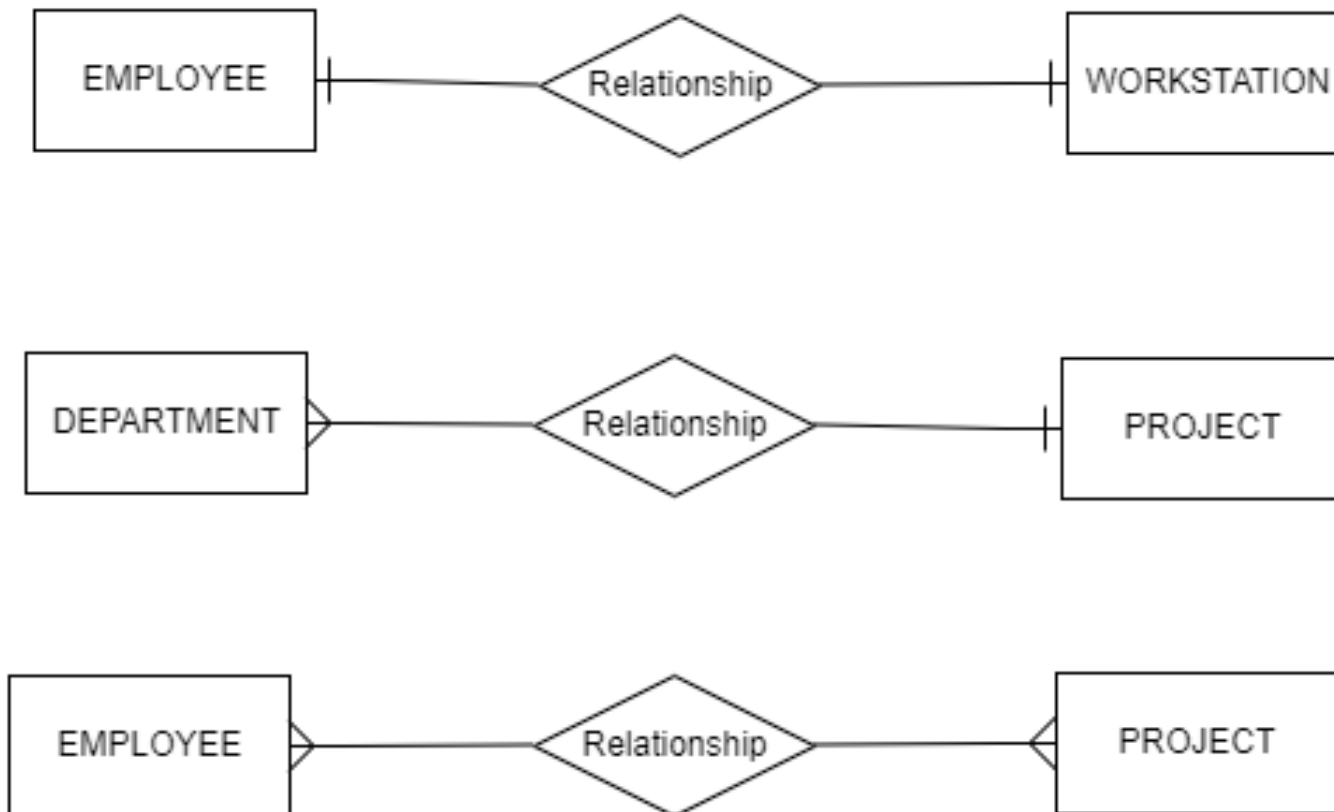 EMPLOYEE
Relationship
WORKSTATION
DEPARTMENT
Relationship
PROJECT
EMPLOYEE
Relationship
PROJECT